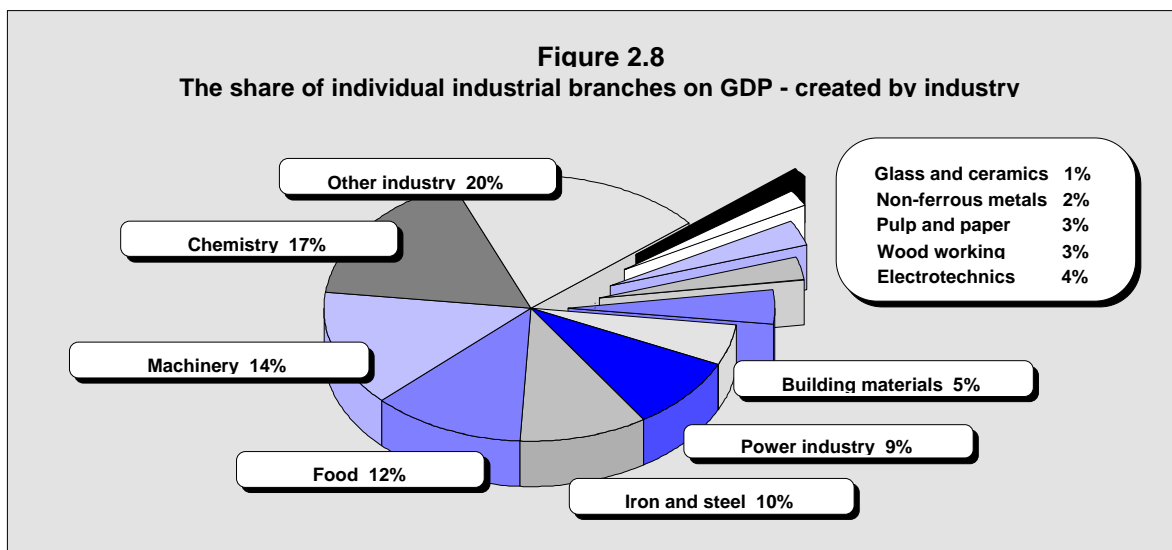 Figure 2.8
The share of individual industrial branches on GDP - created by industry
Other industry 20%
Chemistry 17%
Machinery 14%
Food 12%
Iron and steel 10%
Power industry 9%
Building materials 5%
Glass and ceramics 1%
Non-ferrous metals 2%
Pulp and paper 3%
Wood working 3%
Electrotechnics 4%